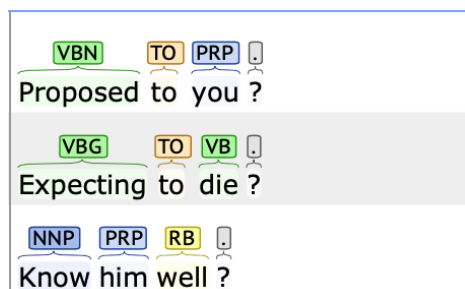 VBN TO PRP .
Proposed to you ?
VBG TO VB .
Expecting to die ?
NNP PRP RB .
Know him well ?